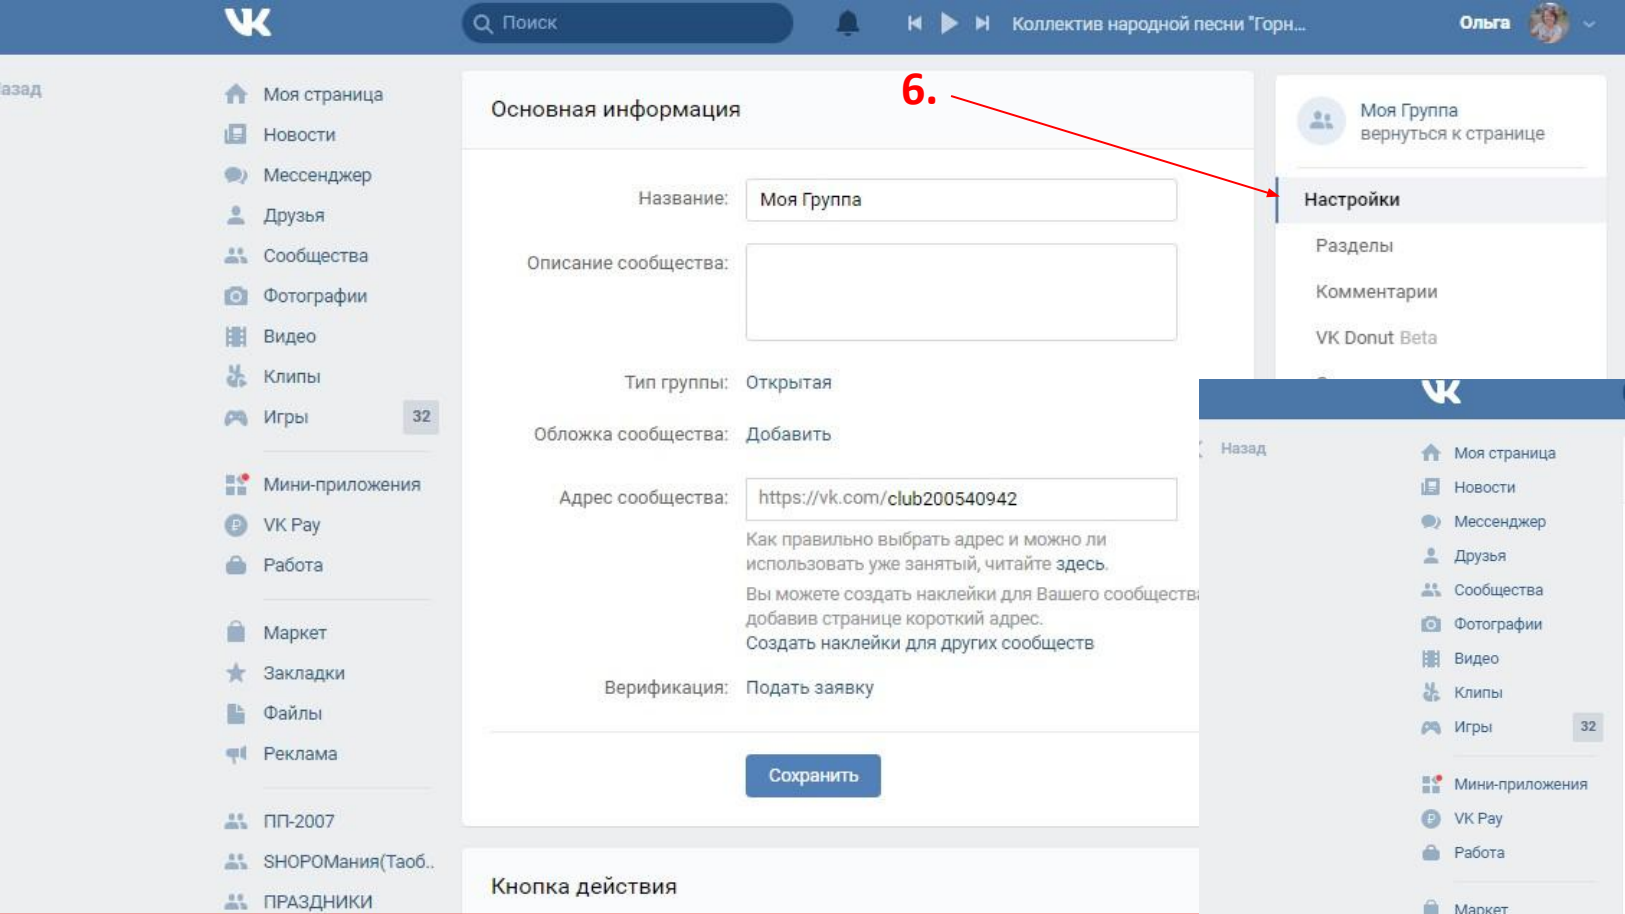 Поиск
Коллектив народной песни "Горн...
Ольга
Назад
Моя страница
Новости
Мессенджер
Друзья
Сообщества
Фотографии
Видео
Клипы
Игры
32
Мини-приложения
VK Pay
Работа
Маркет
Закладки
Файлы
Реклама
ПП-2007
SHOPOМания(Таоб..
ПРАЗДНИКИ
Основная информация
6.
Название: Моя Группа
Описание сообщества:
Тип группы: Открытая
Обложка сообщества: Добавить
Адрес сообщества: https://vk.com/club200540942
Как правильно выбрать адрес и можно ли
использовать уже занятый, читайте здесь.
Вы можете создать наклейки для Вашего сообщества
добавив странице короткий адрес.
Создать наклейки для других сообществ
Верификация: Подать заявку
Сохранить
Кнопка действия
Моя Группа
вернуться к странице
Настройки
Разделы
Комментарии
VK Donut Beta
Назад
Моя страница
Новости
Мессенджер
Друзья
Сообщества
Фотографии
Видео
Клипы
Игры
32
Мини-приложения
VK Pay
Работа
Маркет